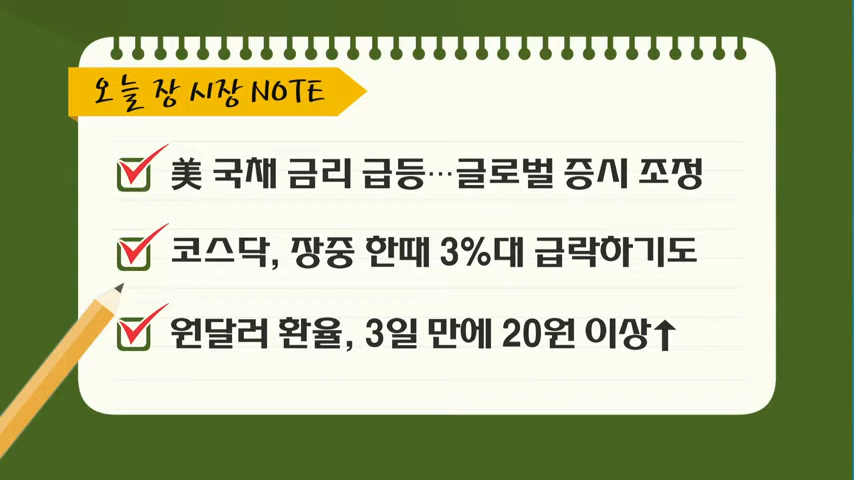 오늘 장 시장 NOTE
美 국채 금리 급등…글로벌 증시 조정
코스닥, 장중 한때 3%대 급락하기도
원달러 환율, 3일 만에 20원 이상↑